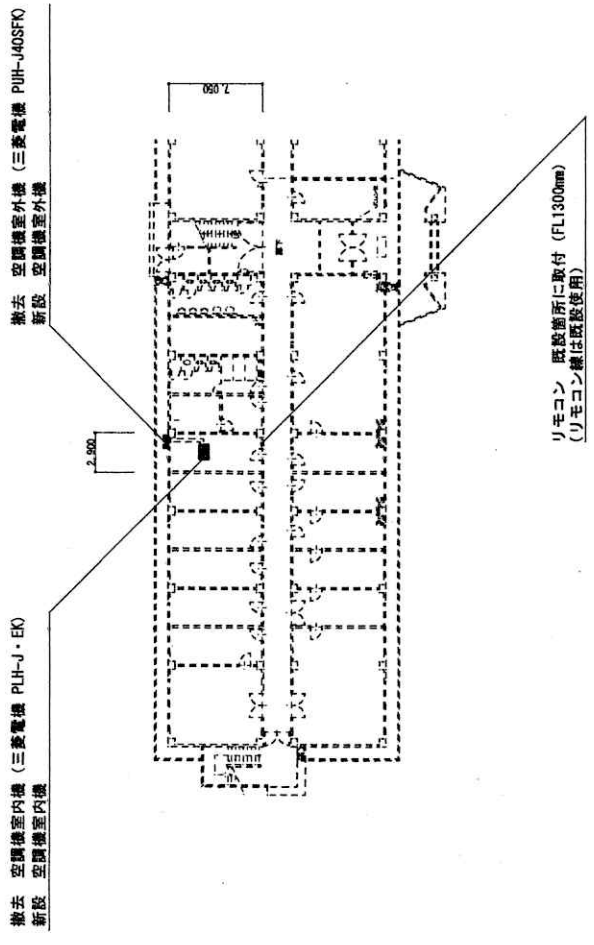 撤去　空調機室内機 (三菱電機 PLH-J・EK)
新設　空調機室内機
撤去　空調機室外機 (三菱電機 PUH-J40SFK)
新設　空調機室外機
2,900
7,050
廊下
リモコン　既設箇所に取付 (FL1300mm)
(リモコン線は既設使用)